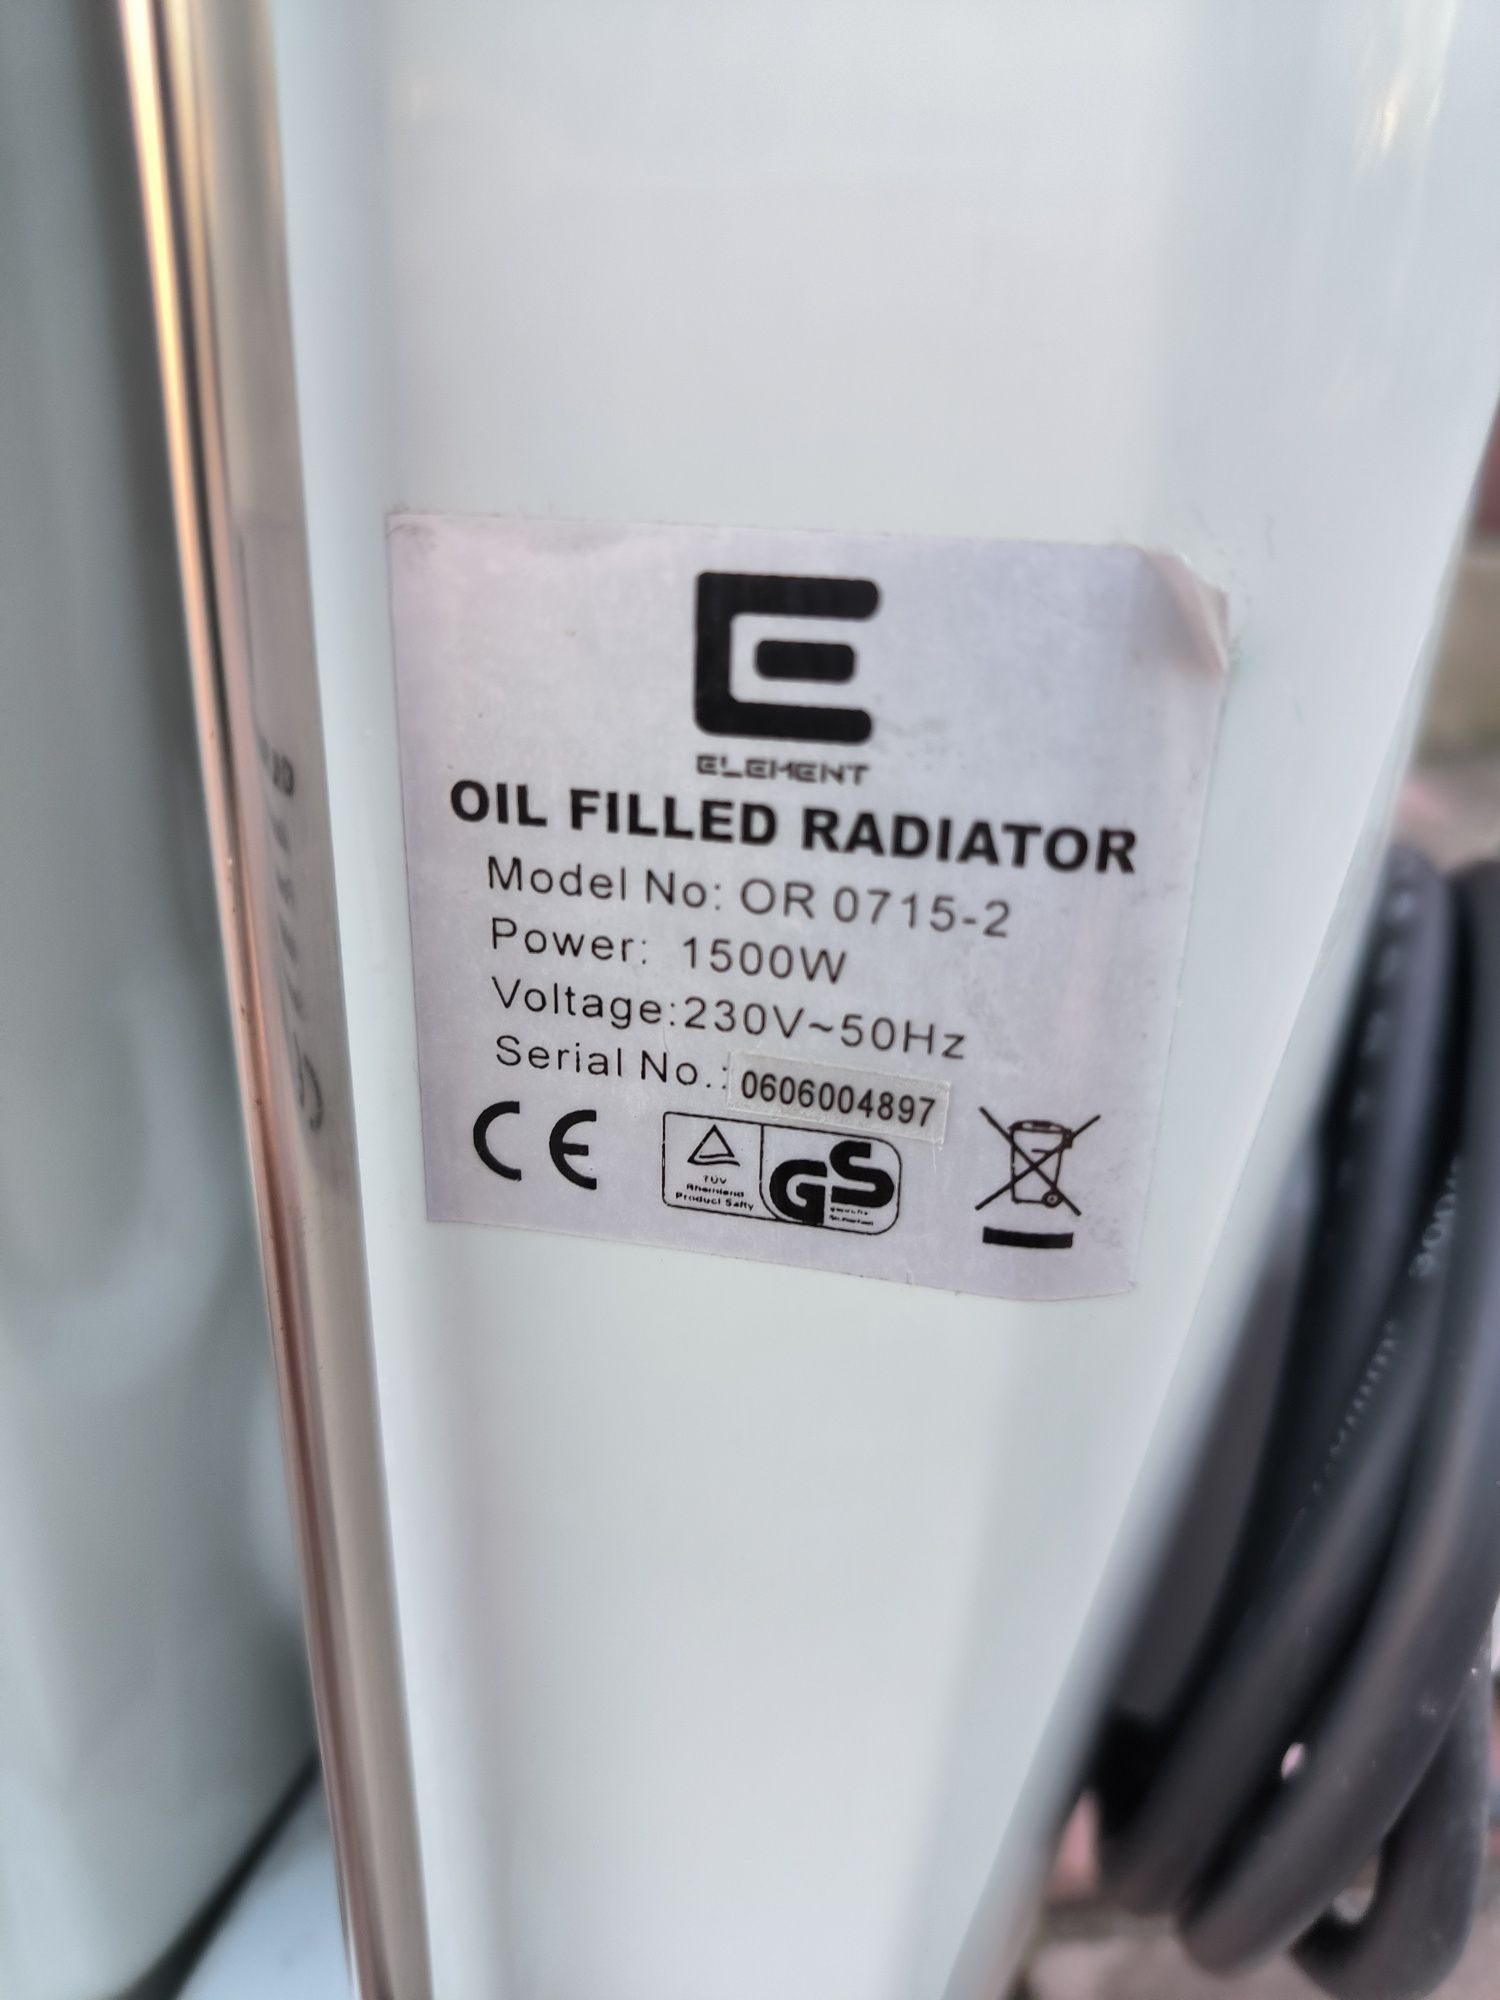 ELEMENT
OIL FILLED RADIATOR
Model No: OR 0715-2
Power: 1500W
Voltage:230V~50Hz
Serial No.: 0606004897
CE
TÜV
Rheinland
Product Safty
GS